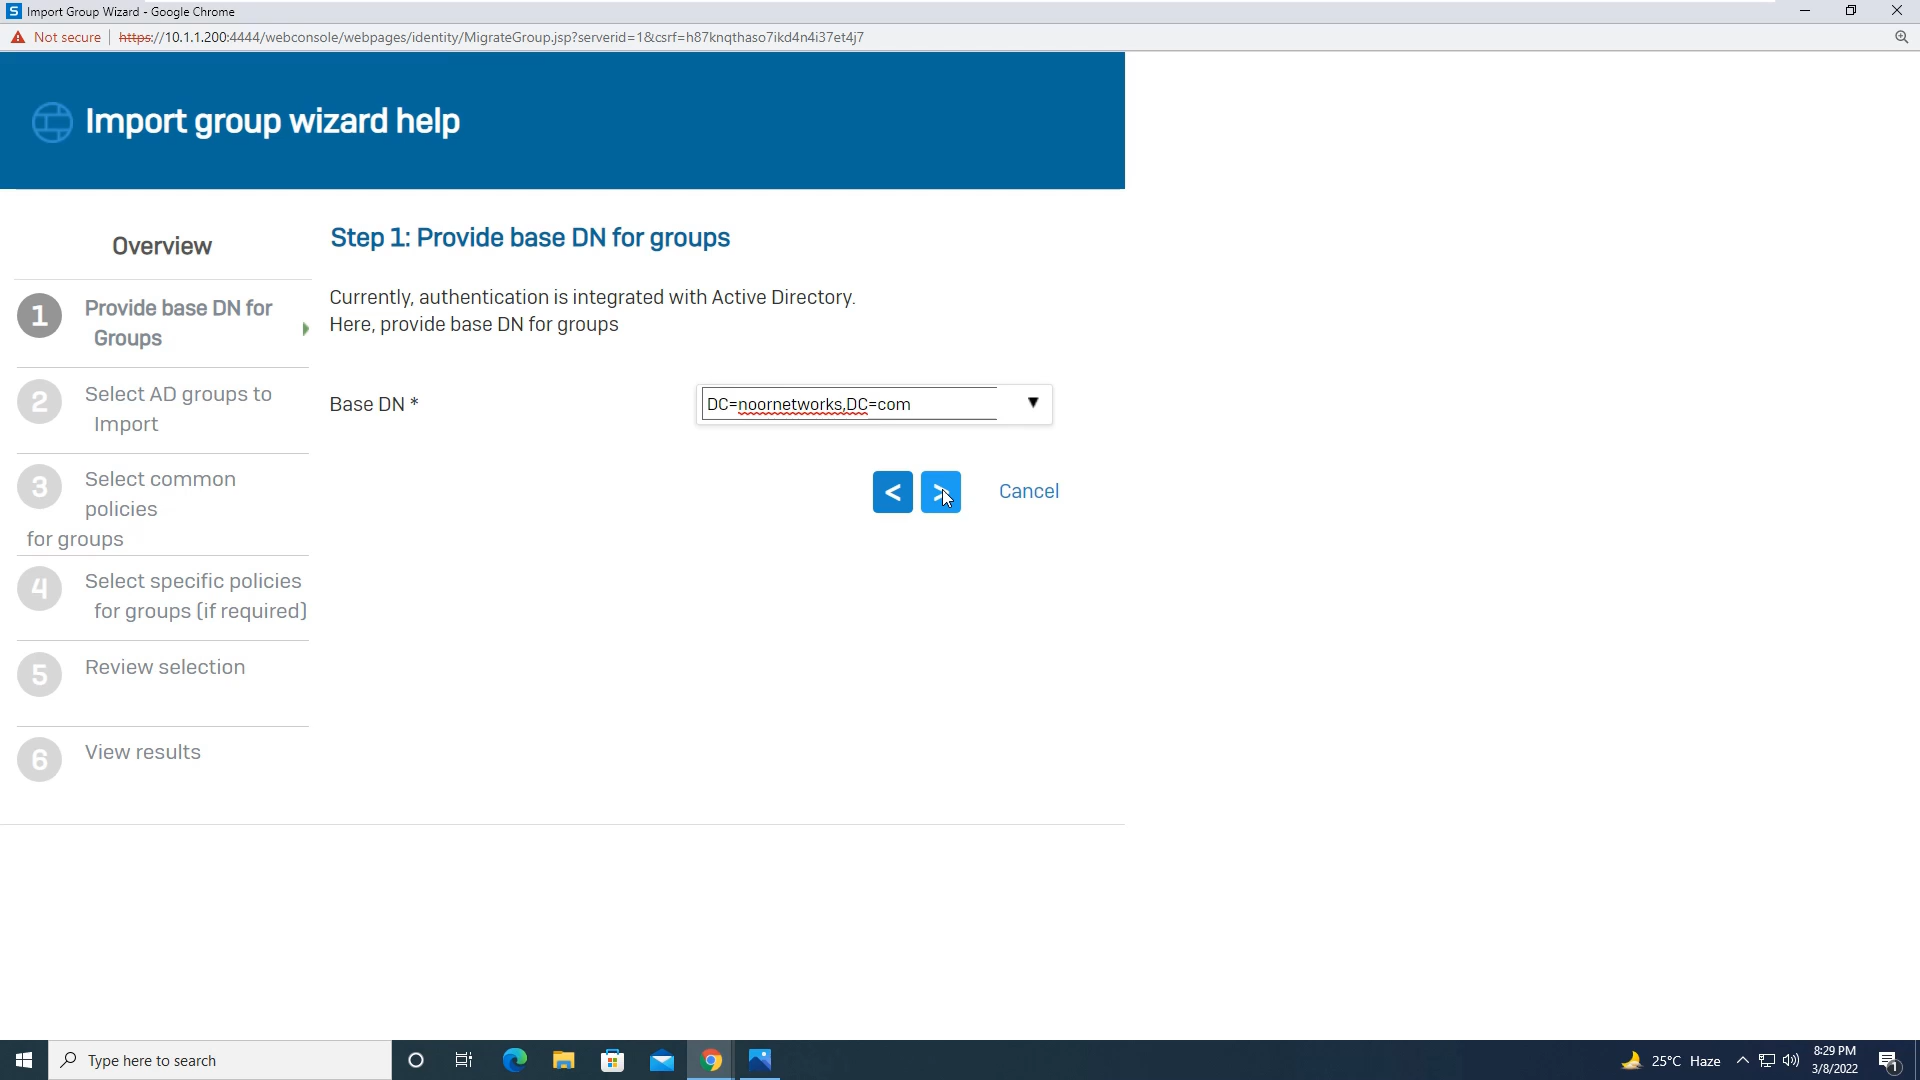 S Import Group Wizard - Google Chrome
Not secure | https://10.1.1.200:4444/webconsole/webpages/identity/MigrateGroup.jsp?serverid=1&csrf=h87knqthaso7ikd4n4i37et4j7
Import group wizard help
Overview
1 Provide base DN for
Groups
2 Select AD groups to
Import
3 Select common
policies
for groups
4 Select specific policies
for groups (if required)
5 Review selection
6 View results
Step 1: Provide base DN for groups
Currently, authentication is integrated with Active Directory.
Here, provide base DN for groups
Base DN * DC=noornetworks,DC=com ▼
< > Cancel
Type here to search
25°C Haze
8:29 PM
3/8/2022
1